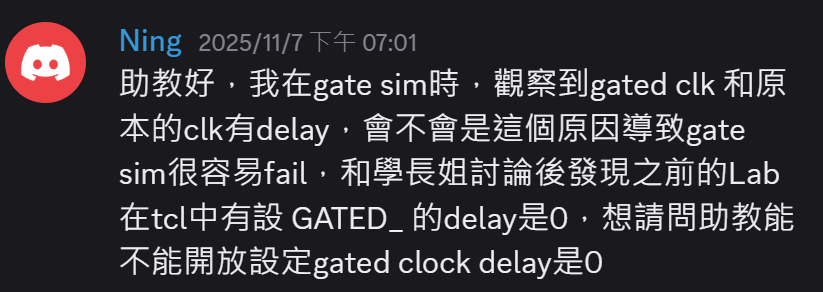 Ning 2025/11/7 下午 07:01
助教好，我在gate sim時，觀察到gated clk 和原
本的clk有delay，會不會是這個原因導致gate
sim很容易fail，和學長姐討論後發現之前的Lab
在tcl中有設 GATED_ 的delay是0，想請問助教能
不能開放設定gated clock delay是0